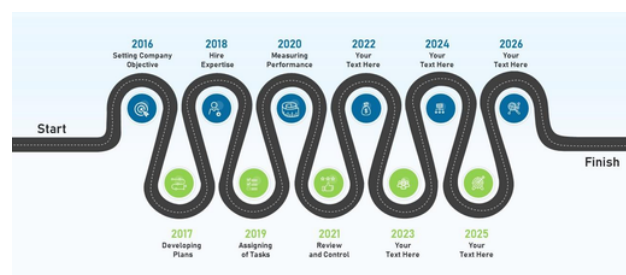 2016
Setting Company
Objective
2018
Hire
Expertise
2020
Measuring
Performance
2022
Your
Text Here
2024
Your
Text Here
2026
Your
Text Here
Start
Finish
2017
Developing
Plans
2019
Assigning
of Tasks
2021
Review
and Control
2023
Your
Text Here
2025
Your
Text Here